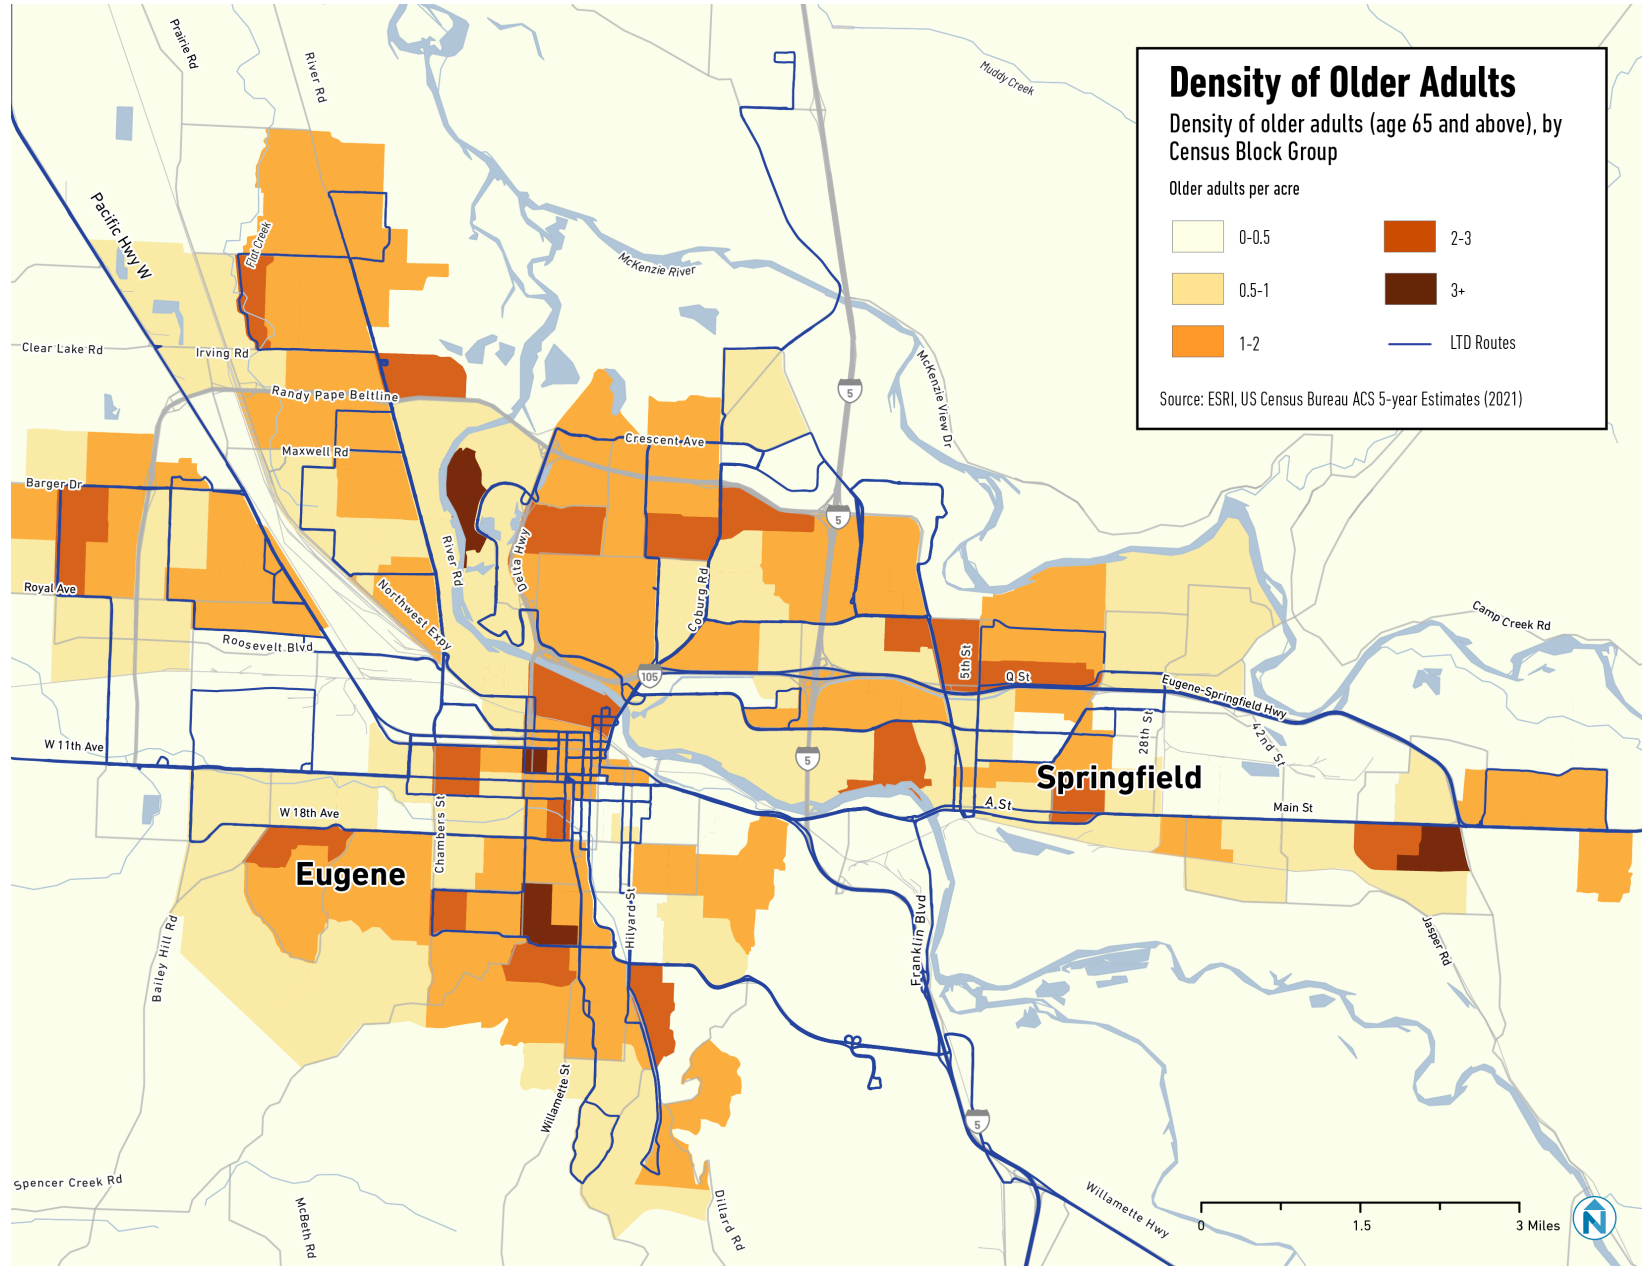 Density of Older Adults
Density of older adults (age 65 and above), by
Census Block Group
Older adults per acre
0-0.5
0.5-1
1-2
2-3
3+
LTD Routes
Source: ESRI, US Census Bureau ACS 5-year Estimates (2021)
Prairie Rd
River Rd
Muddy Creek
Pacific Hwy W
Flat Creek
McKenzie River
Clear Lake Rd
Irving Rd
Randy Pape Beltline
McKenzie View Dr
5
Crescent Ave
Maxwell Rd
Barger Dr
5
River Rd
Delta Hwy
Coburg Rd
Royal Ave
Northwest Expy
Roosevelt Blvd
Camp Creek Rd
5th St
105
Q St
Eugene-Springfield Hwy
28th St
42nd St
W 11th Ave
5
Springfield
A St
Main St
W 18th Ave
Chambers St
Eugene
Hilyard St
Bailey Hill Rd
Franklin Blvd
Jasper Rd
Willamette St
5
Spencer Creek Rd
McBeth Rd
Dillard Rd
Willamette Hwy
0
1.5
3 Miles
N